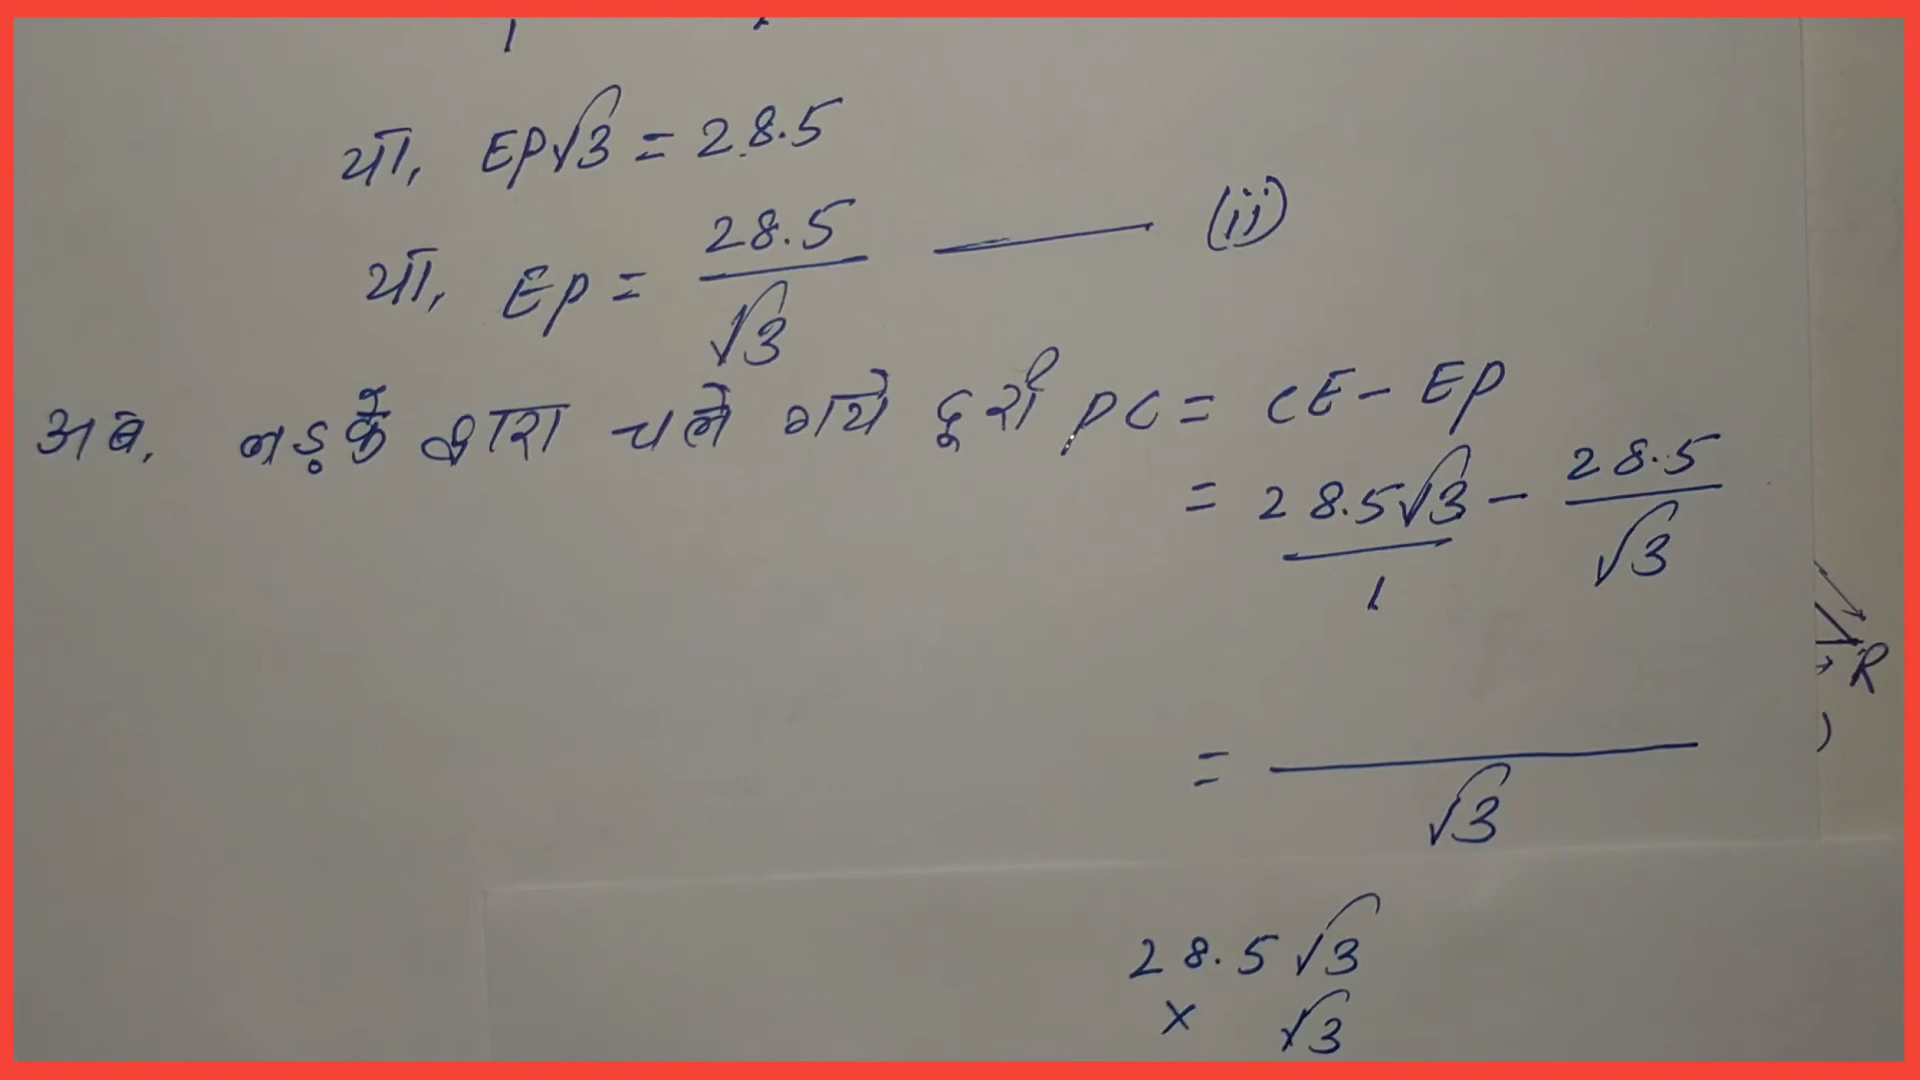 या, EP√3 = 28.5
या, EP = 28.5/√3 —— (ii)
अब, लड़के द्वारा चले गये दूरी PC = CE - EP
= 28.5√3/1 - 28.5/√3
= /√3
28.5√3
× √3
R
)